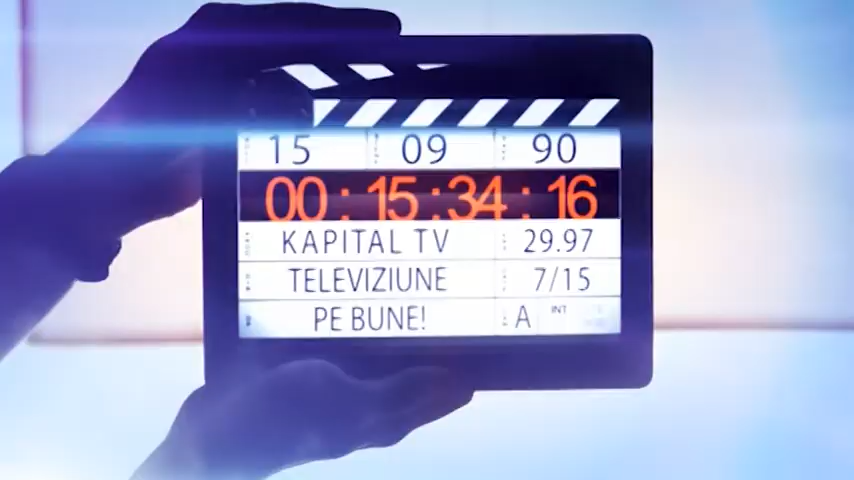 15 09 90
00:15:34:16
KAPITAL TV 29.97
TELEVIZIUNE 7/15
PE BUNE! A INT